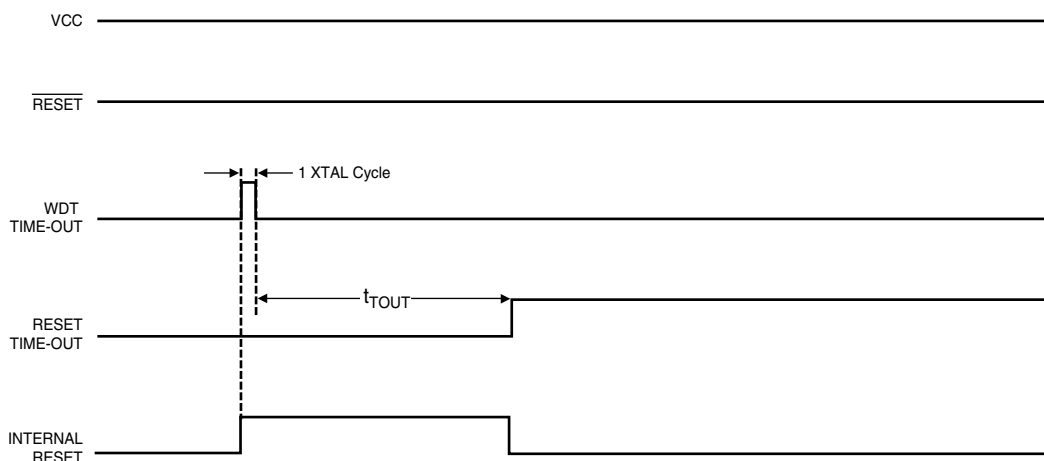 VCC
RESET
1 XTAL Cycle
WDT
TIME-OUT
tTOUT
RESET
TIME-OUT
INTERNAL
RESET